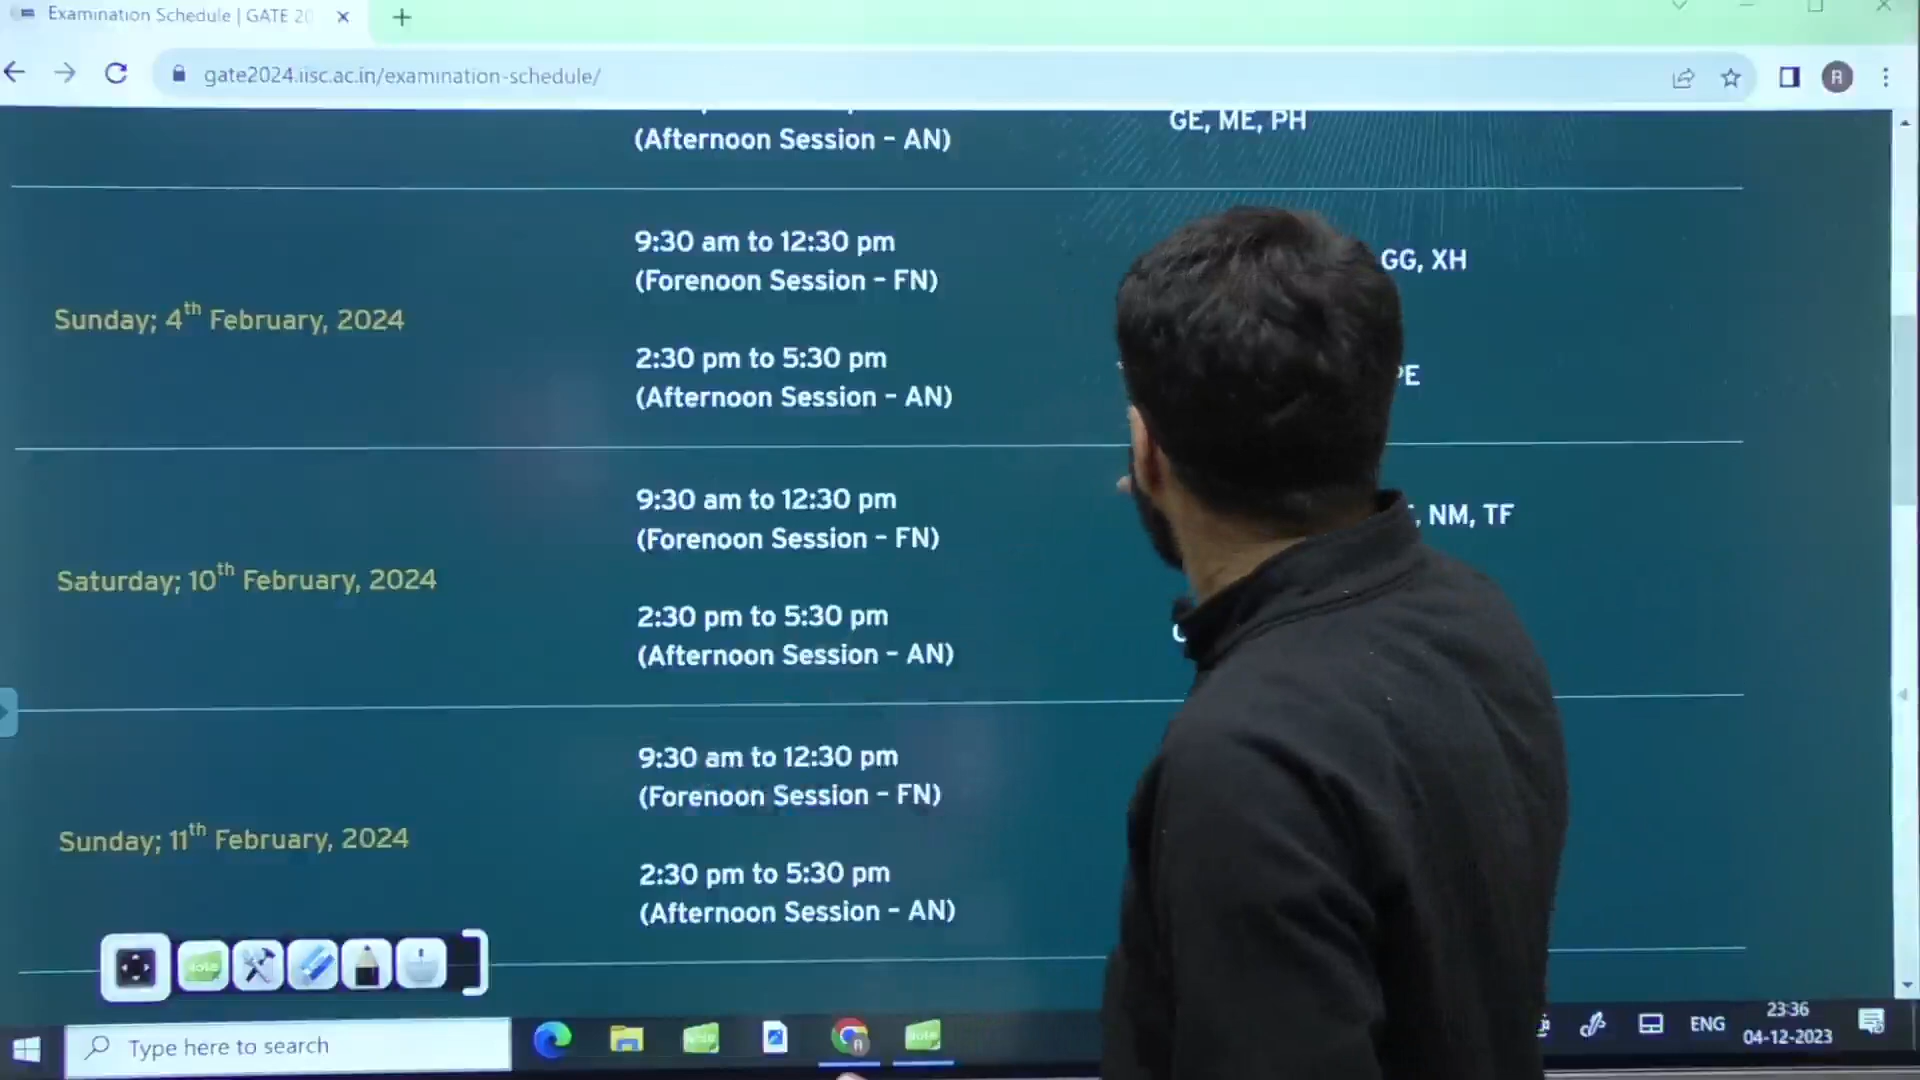 Examination Schedule | GATE 20
gate2024.iisc.ac.in/examination-schedule/
R
(Afternoon Session - AN)
GE, ME, PH
Sunday; 4th February, 2024
9:30 am to 12:30 pm
(Forenoon Session - FN)
GG, XH
2:30 pm to 5:30 pm
(Afternoon Session - AN)
PE
Saturday; 10th February, 2024
9:30 am to 12:30 pm
(Forenoon Session - FN)
, NM, TF
2:30 pm to 5:30 pm
(Afternoon Session - AN)
Sunday; 11th February, 2024
9:30 am to 12:30 pm
(Forenoon Session - FN)
2:30 pm to 5:30 pm
(Afternoon Session - AN)
Note
Type here to search
Note
R
Note
ENG
23:36
04-12-2023